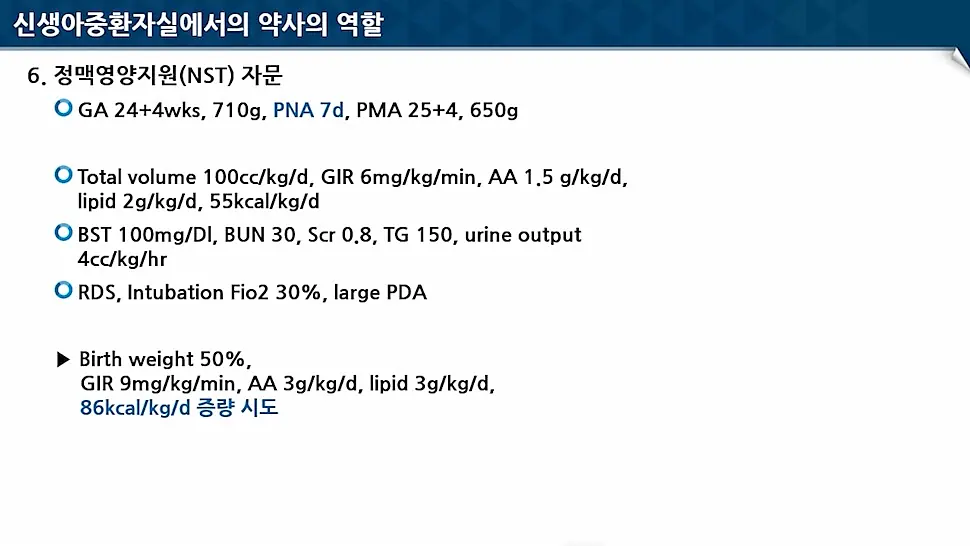 신생아중환자실에서의 약사의 역할
6. 정맥영양지원(NST) 자문
GA 24+4wks, 710g, PNA 7d, PMA 25+4, 650g
Total volume 100cc/kg/d, GIR 6mg/kg/min, AA 1.5 g/kg/d,
lipid 2g/kg/d, 55kcal/kg/d
BST 100mg/Dl, BUN 30, Scr 0.8, TG 150, urine output
4cc/kg/hr
RDS, Intubation Fio2 30%, large PDA
▶ Birth weight 50%,
GIR 9mg/kg/min, AA 3g/kg/d, lipid 3g/kg/d,
86kcal/kg/d 증량 시도